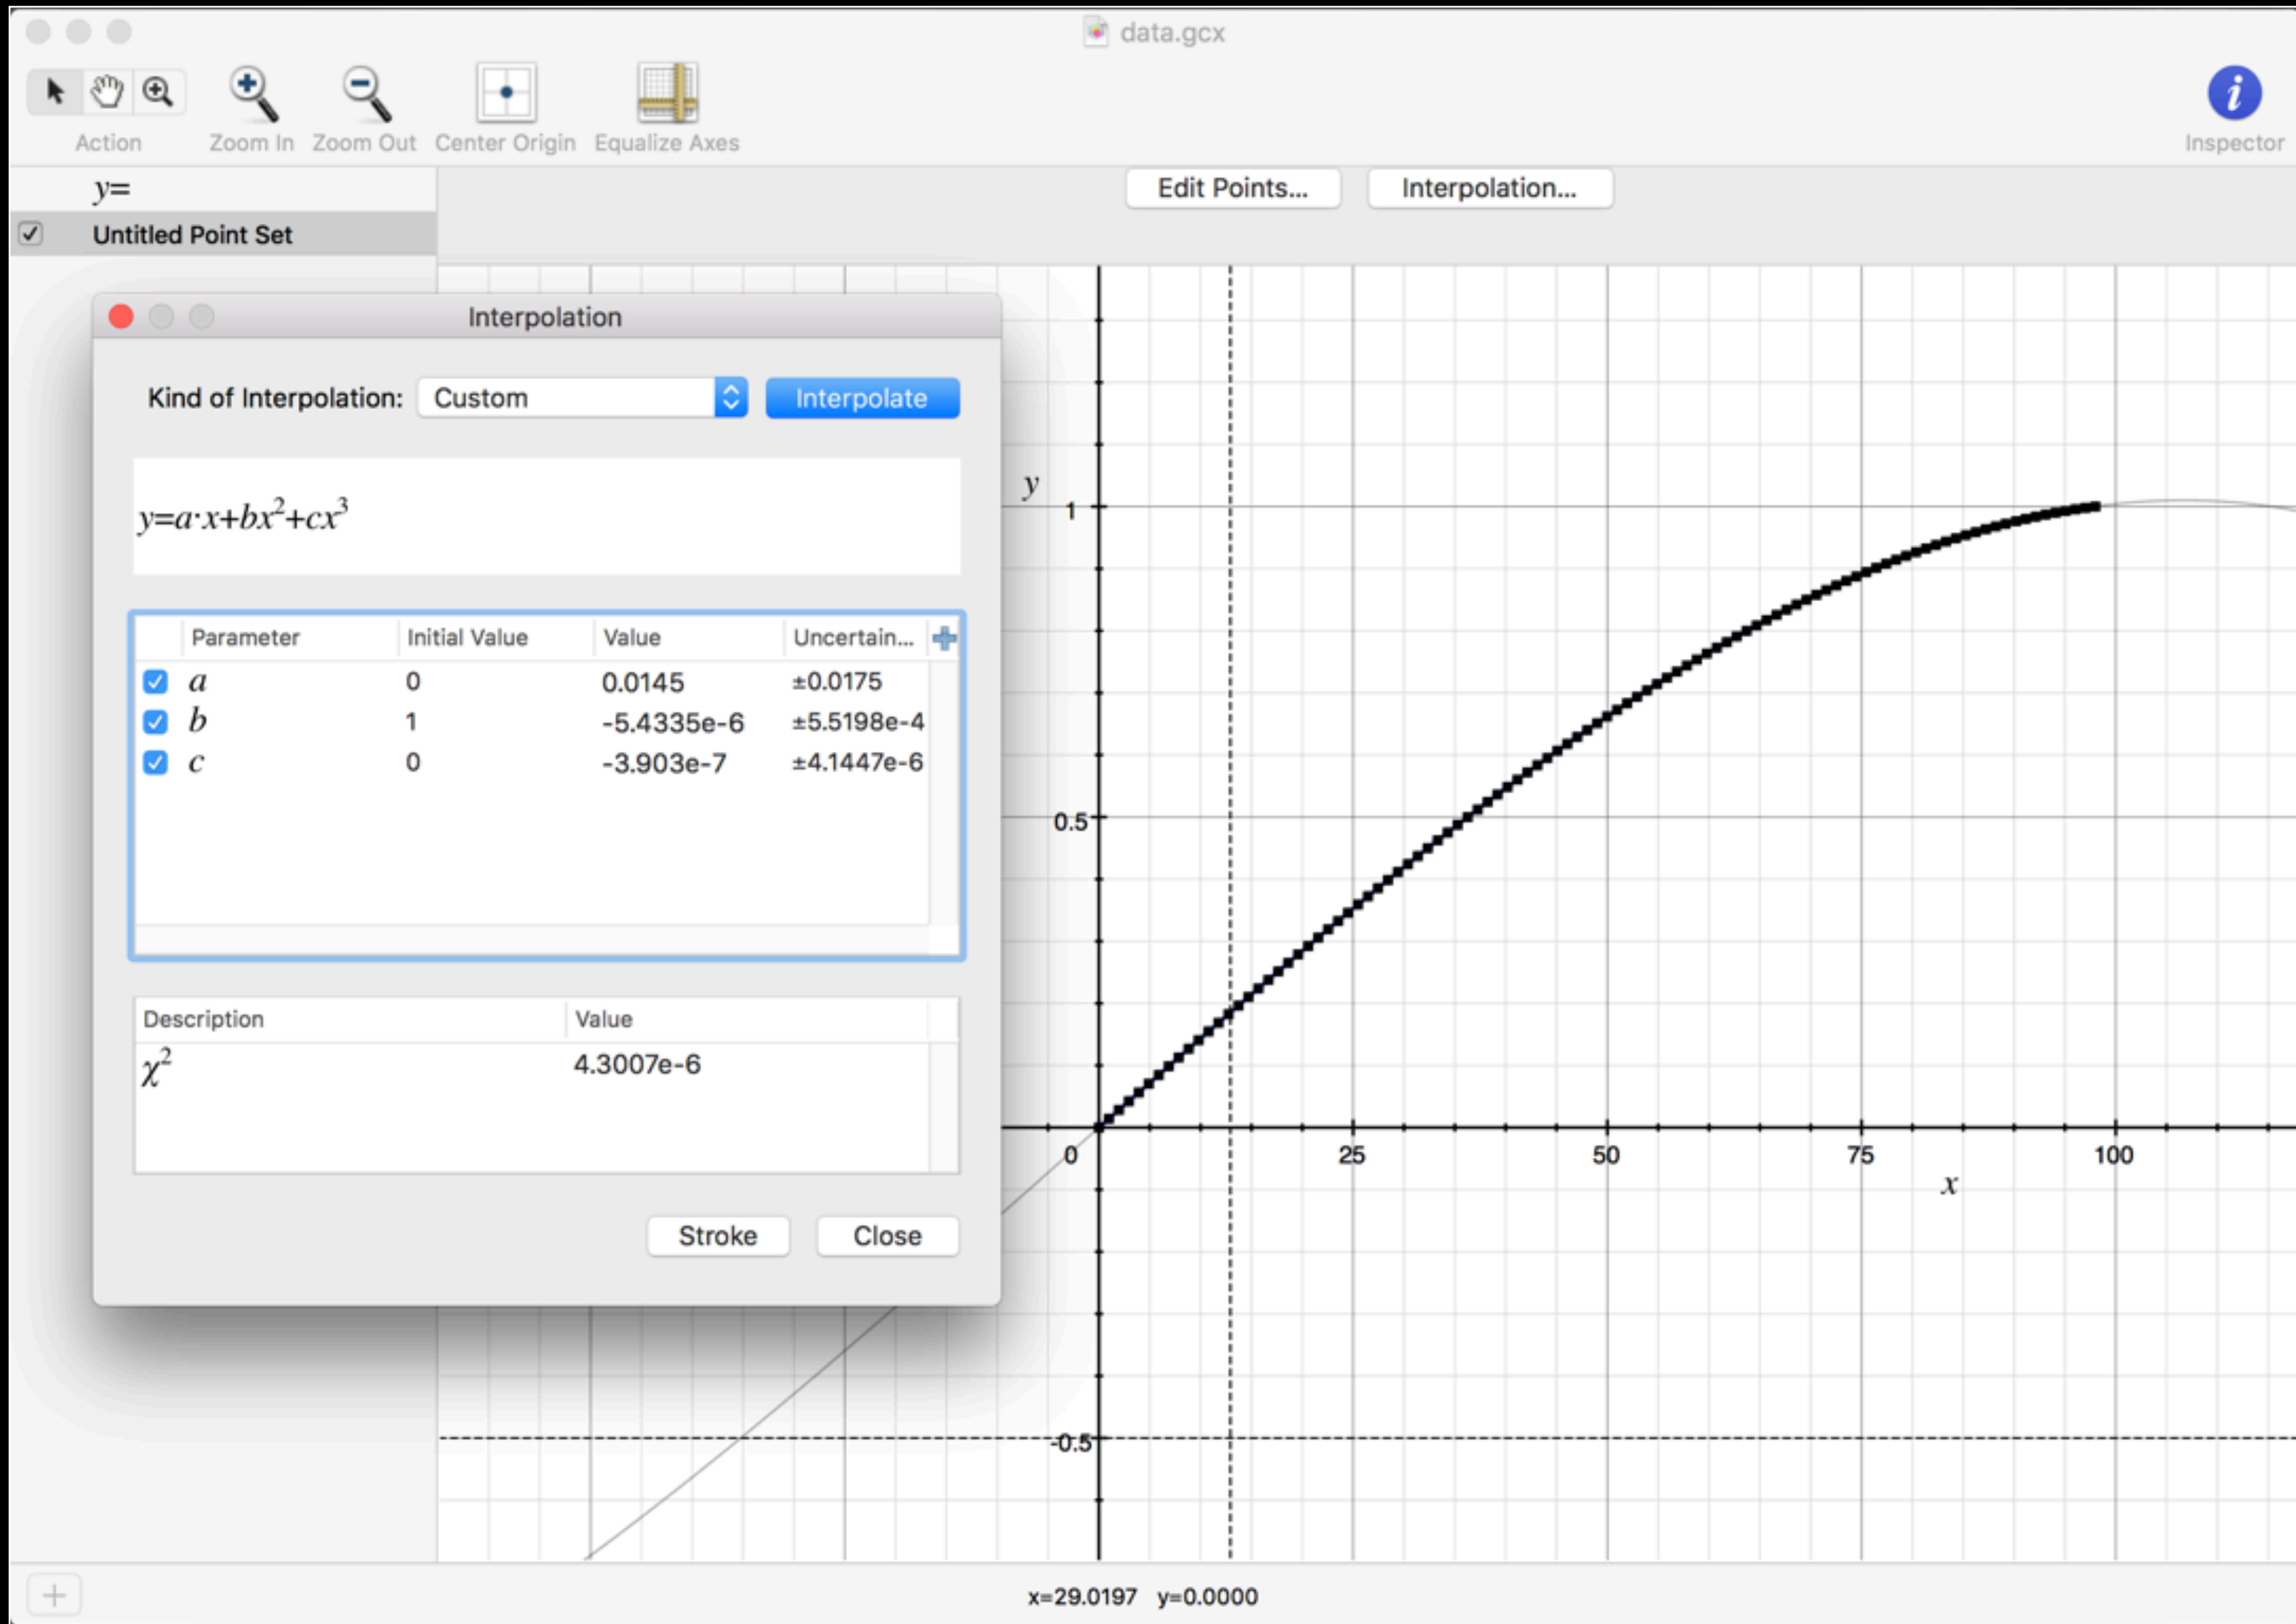 data.gcx
Action Zoom In Zoom Out Center Origin Equalize Axes Inspector
y=
Edit Points... Interpolation...
Untitled Point Set
Interpolation
Kind of Interpolation: Custom Interpolate
y=a·x+bx²+cx³
Parameter Initial Value Value Uncertain...
a 0 0.0145 ±0.0175
b 1 -5.4335e-6 ±5.5198e-4
c 0 -3.903e-7 ±4.1447e-6
Description Value
χ² 4.3007e-6
Stroke Close
y
1
0.5
0 25 50 75 100
x
-0.5
x=29.0197 y=0.0000